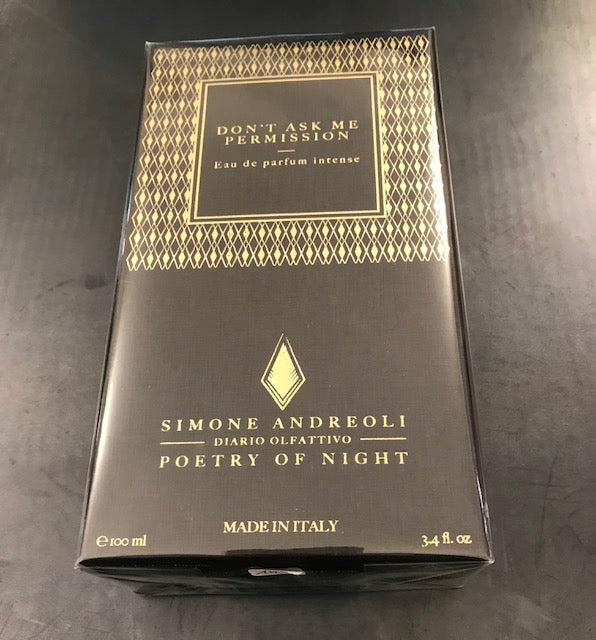 DON'T ASK ME
PERMISSION
Eau de parfum intense
SIMONE ANDREOLI
DIARIO OLFATTIVO
POETRY OF NIGHT
MADE IN ITALY
e 100 ml
3.4 fl. oz